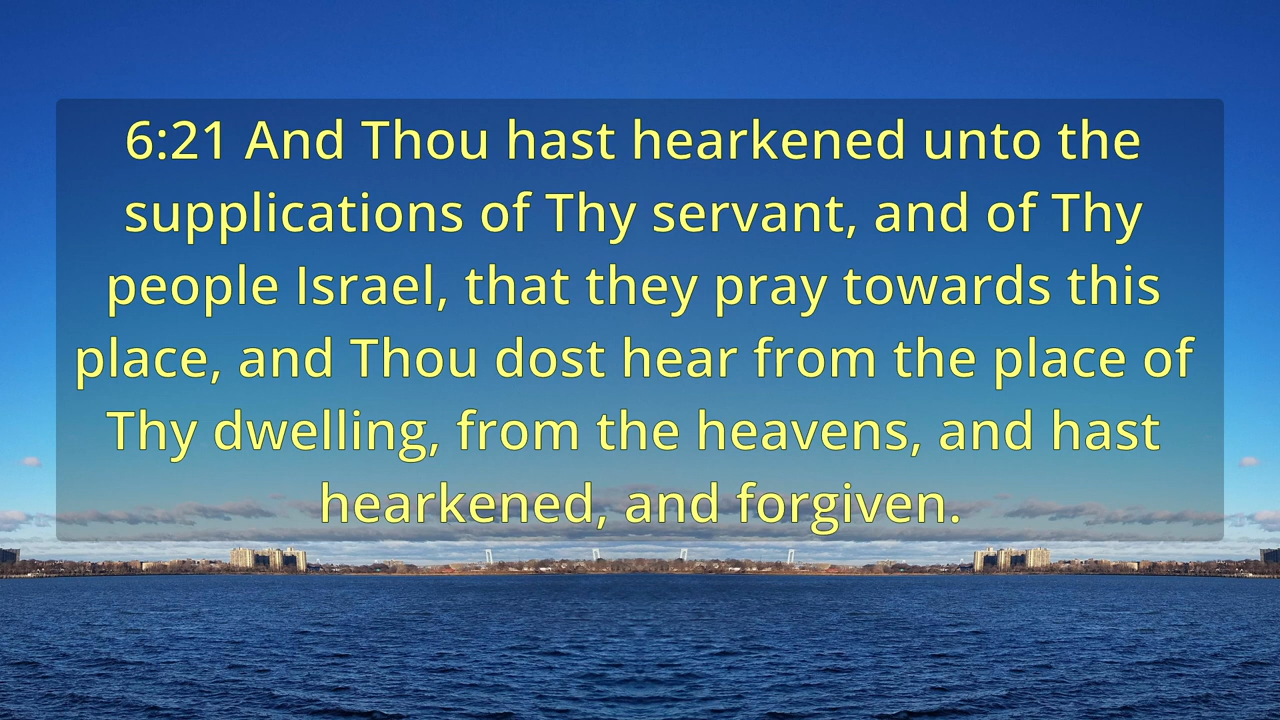 6:21 And Thou hast hearkened unto the
supplications of Thy servant, and of Thy
people Israel, that they pray towards this
place, and Thou dost hear from the place of
Thy dwelling, from the heavens, and hast
hearkened, and forgiven.